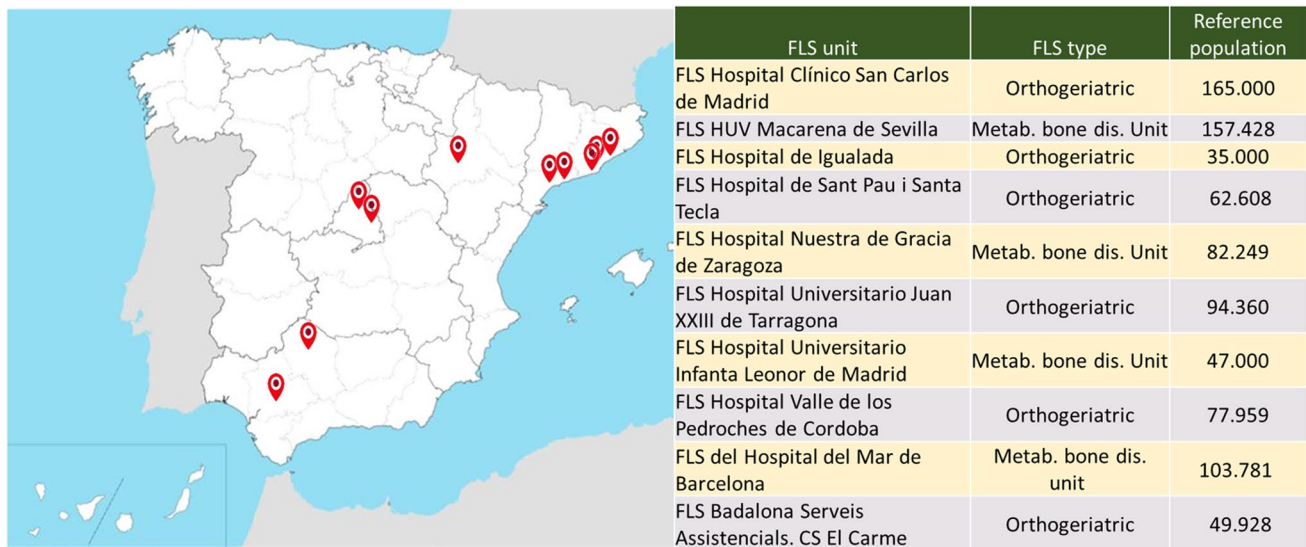 FLS unit FLS type Reference
population
FLS Hospital Clínico San Carlos
de Madrid Orthogeriatric 165.000
FLS HUV Macarena de Sevilla Metab. bone dis. Unit 157.428
FLS Hospital de Igualada Orthogeriatric 35.000
FLS Hospital de Sant Pau i Santa
Tecla Orthogeriatric 62.608
FLS Hospital Nuestra de Gracia
de Zaragoza Metab. bone dis. Unit 82.249
FLS Hospital Universitario Juan
XXIII de Tarragona Orthogeriatric 94.360
FLS Hospital Universitario
Infanta Leonor de Madrid Metab. bone dis. Unit 47.000
FLS Hospital Valle de los
Pedroches de Cordoba Orthogeriatric 77.959
FLS del Hospital del Mar de
Barcelona Metab. bone dis.
unit 103.781
FLS Badalona Serveis
Assistencials. CS El Carme Orthogeriatric 49.928